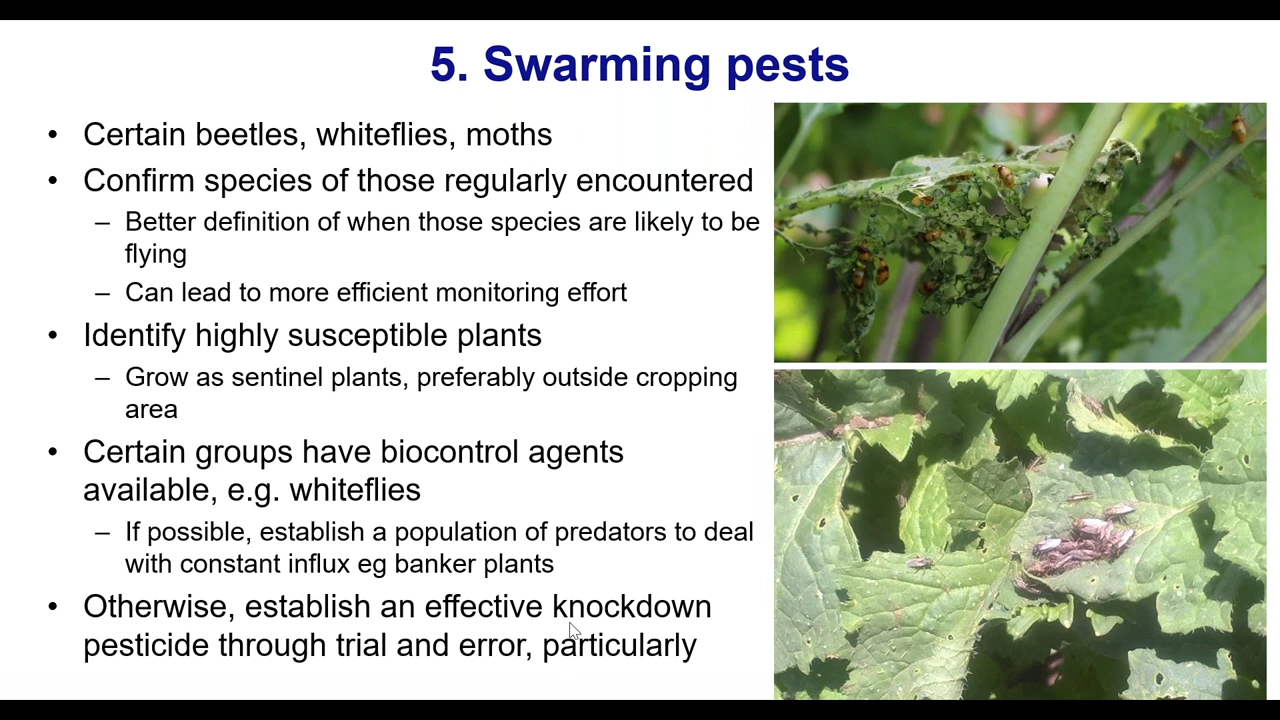 5. Swarming pests
• Certain beetles, whiteflies, moths
• Confirm species of those regularly encountered
– Better definition of when those species are likely to be
flying
– Can lead to more efficient monitoring effort
• Identify highly susceptible plants
– Grow as sentinel plants, preferably outside cropping
area
• Certain groups have biocontrol agents
available, e.g. whiteflies
– If possible, establish a population of predators to deal
with constant influx eg banker plants
• Otherwise, establish an effective knockdown
pesticide through trial and error, particularly